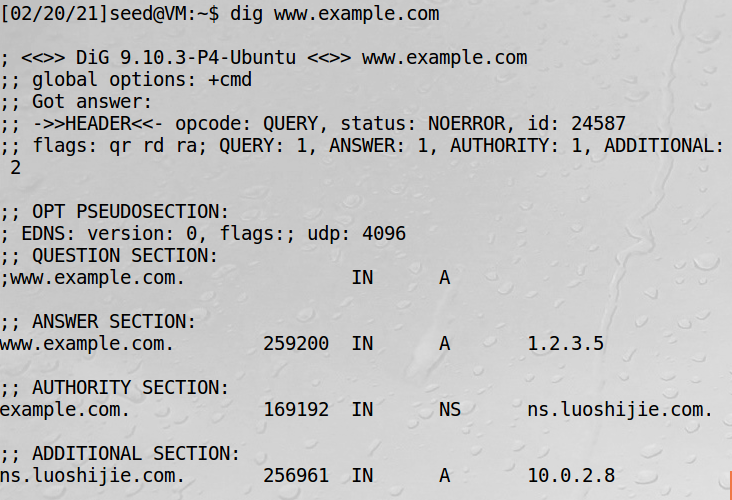 [02/20/21]seed@VM:~$ dig www.example.com
; <<>> DiG 9.10.3-P4-Ubuntu <<>> www.example.com
;; global options: +cmd
;; Got answer:
;; ->>HEADER<<- opcode: QUERY, status: NOERROR, id: 24587
;; flags: qr rd ra; QUERY: 1, ANSWER: 1, AUTHORITY: 1, ADDITIONAL:
 2
;; OPT PSEUDOSECTION:
; EDNS: version: 0, flags:; udp: 4096
;; QUESTION SECTION:
;www.example.com.		IN	A
;; ANSWER SECTION:
www.example.com.	259200	IN	A	1.2.3.5
;; AUTHORITY SECTION:
example.com.		169192	IN	NS	ns.luoshijie.com.
;; ADDITIONAL SECTION:
ns.luoshijie.com.	256961	IN	A	10.0.2.8